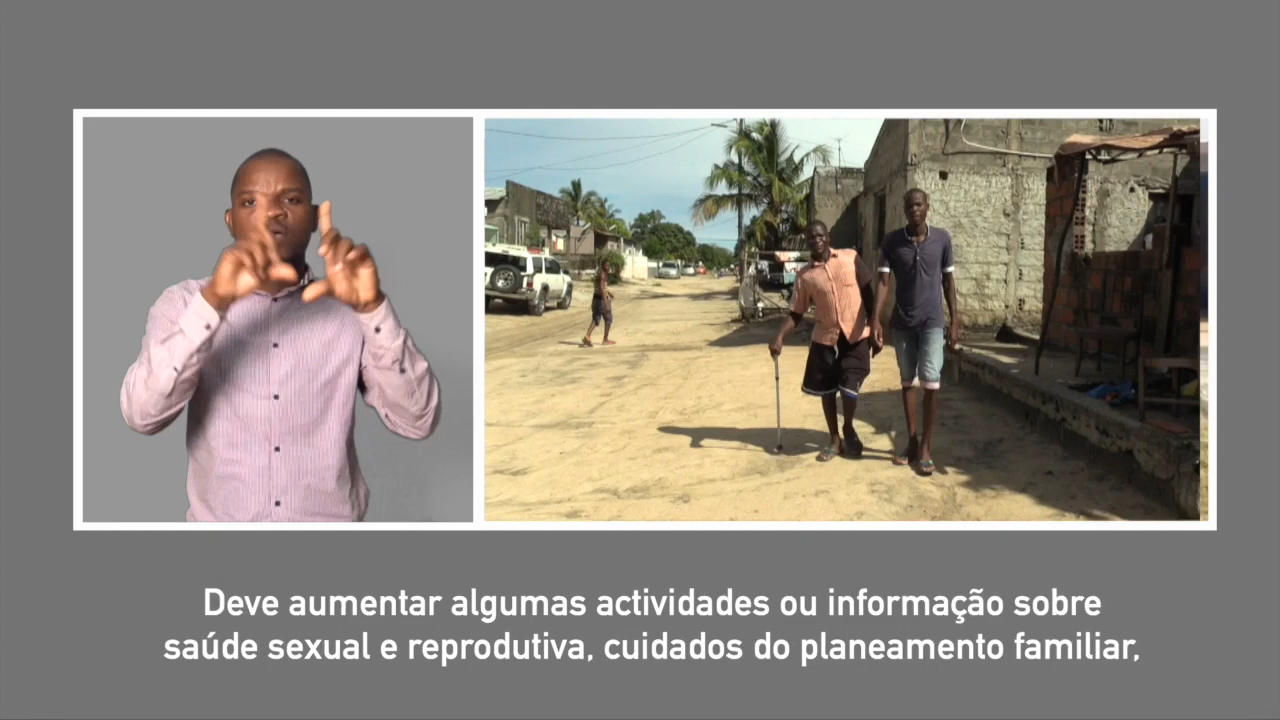 Deve aumentar algumas actividades ou informação sobre
saúde sexual e reprodutiva, cuidados do planeamento familiar,